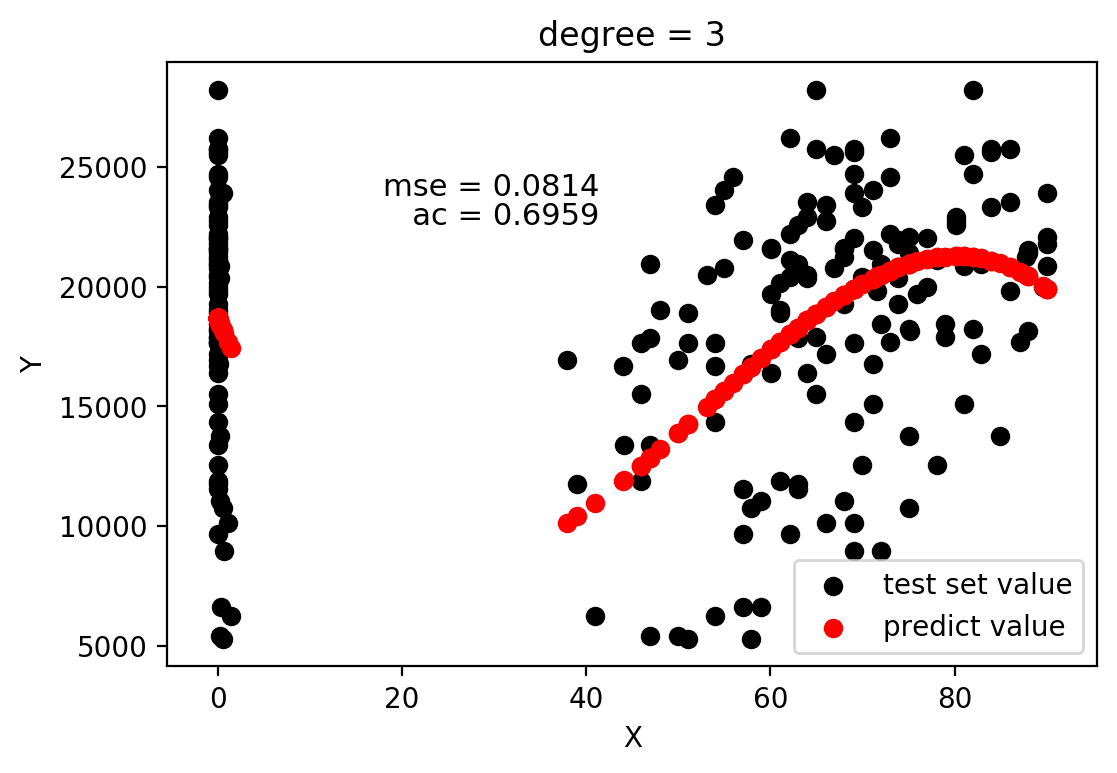 degree = 3
mse = 0.0814
ac = 0.6959
25000
20000
15000
10000
5000
Y
0 20 40 60 80
X
test set value
predict value